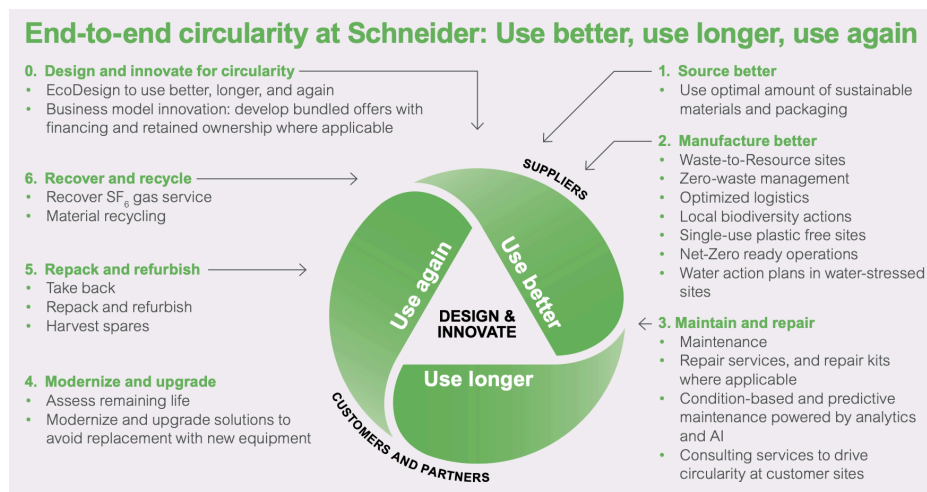 End-to-end circularity at Schneider: Use better, use longer, use again
0. Design and innovate for circularity
• EcoDesign to use better, longer, and again
• Business model innovation: develop bundled offers with
financing and retained ownership where applicable
6. Recover and recycle
• Recover SF6 gas service
• Material recycling
5. Repack and refurbish
• Take back
• Repack and refurbish
• Harvest spares
4. Modernize and upgrade
• Assess remaining life
• Modernize and upgrade solutions to
avoid replacement with new equipment
SUPPLIERS
Use again
Use better
DESIGN &
INNOVATE
Use longer
CUSTOMERS AND PARTNERS
1. Source better
• Use optimal amount of sustainable
materials and packaging
2. Manufacture better
• Waste-to-Resource sites
• Zero-waste management
• Optimized logistics
• Local biodiversity actions
• Single-use plastic free sites
• Net-Zero ready operations
• Water action plans in water-stressed
sites
3. Maintain and repair
• Maintenance
• Repair services, and repair kits
where applicable
• Condition-based and predictive
maintenance powered by analytics
and AI
• Consulting services to drive
circularity at customer sites